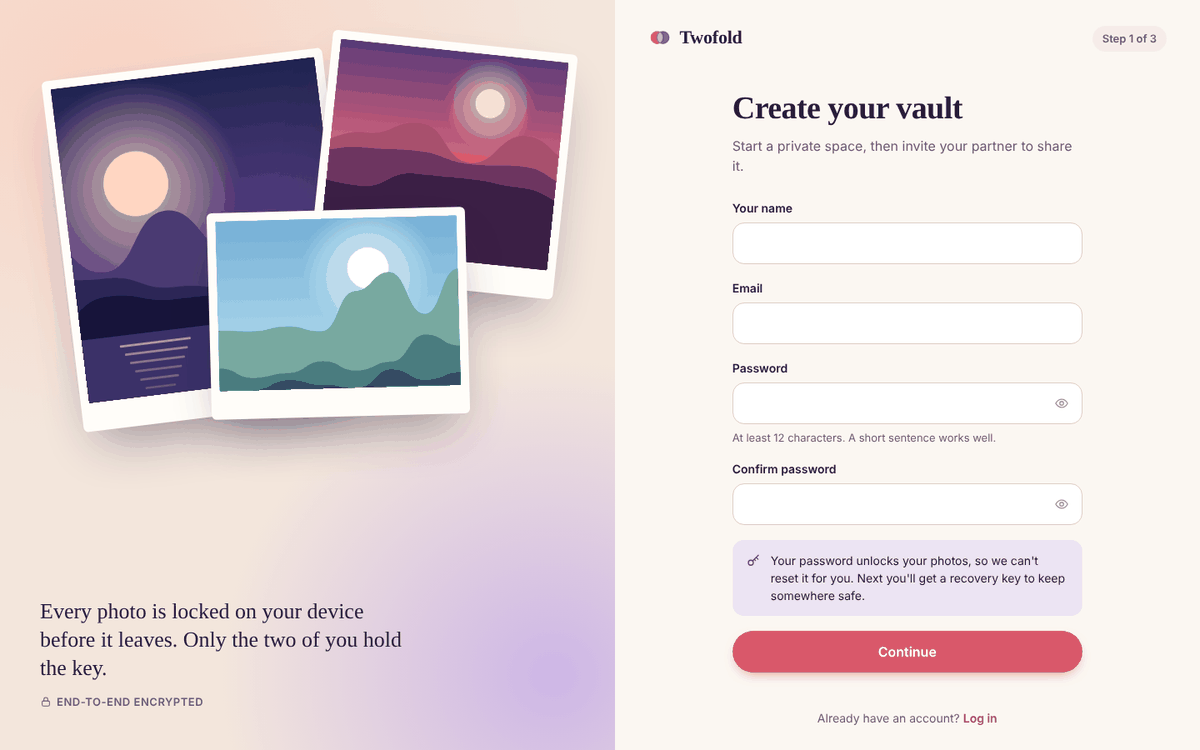 Every photo is locked on your device
before it leaves. Only the two of you hold
the key.
END-TO-END ENCRYPTED
Twofold
Step 1 of 3
Create your vault
Start a private space, then invite your partner to share
it.
Your name
Email
Password
At least 12 characters. A short sentence works well.
Confirm password
Your password unlocks your photos, so we can't
reset it for you. Next you'll get a recovery key to keep
somewhere safe.
Continue
Already have an account? Log in